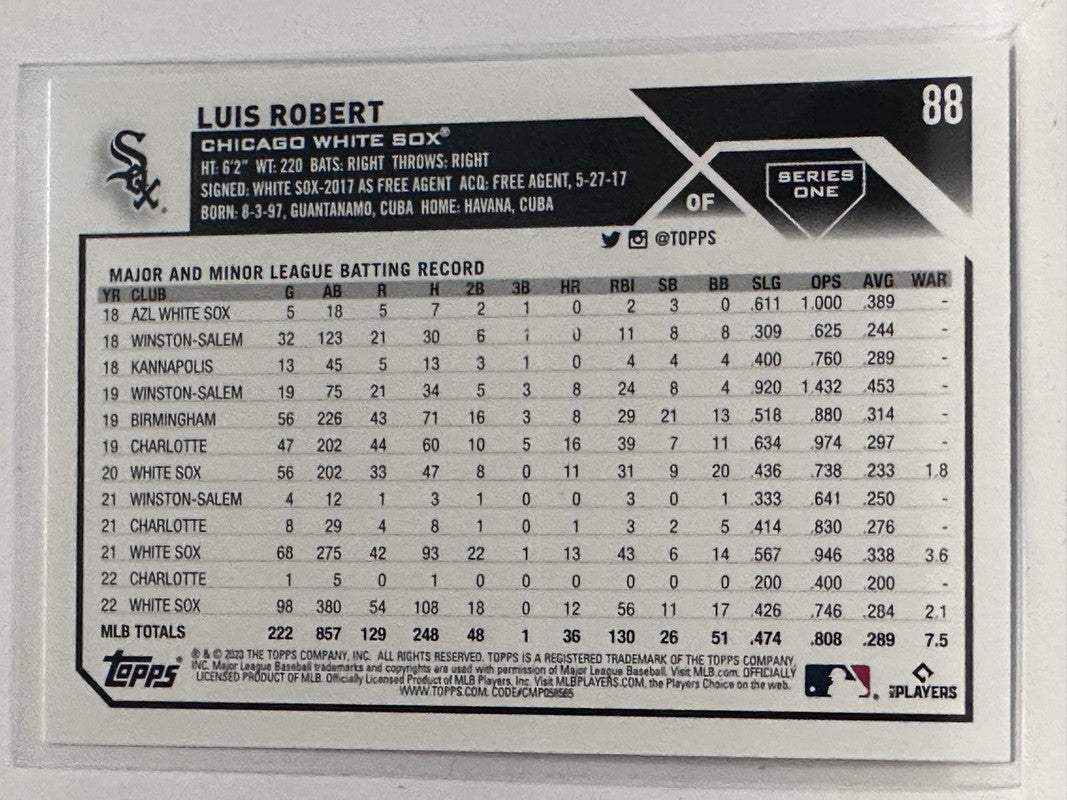 LUIS ROBERT
88
CHICAGO WHITE SOX®
HT: 6'2" WT: 220 BATS: RIGHT THROWS: RIGHT
SIGNED: WHITE SOX-2017 AS FREE AGENT ACQ: FREE AGENT, 5-27-17
BORN: 8-3-97, GUANTANAMO, CUBA HOME: HAVANA, CUBA
Sox
OF
SERIES
ONE
@TOPPS
MAJOR AND MINOR LEAGUE BATTING RECORD
YR CLUB G AB R H 2B 3B HR RBI SB BB SLG OPS AVG WAR
18 AZL WHITE SOX 5 18 5 7 2 1 0 2 3 0 .611 1.000 .389 -
18 WINSTON-SALEM 32 123 21 30 6 1 0 11 8 8 .309 .625 .244 -
18 KANNAPOLIS 13 45 5 13 3 1 0 4 4 4 .400 .760 .289 -
19 WINSTON-SALEM 19 75 21 34 5 3 8 24 8 4 .920 1.432 .453 -
19 BIRMINGHAM 56 226 43 71 16 3 8 29 21 13 .518 .880 .314 -
19 CHARLOTTE 47 202 44 60 10 5 16 39 7 11 .634 .974 .297 -
20 WHITE SOX 56 202 33 47 8 0 11 31 9 20 .436 .738 .233 1.8
21 WINSTON-SALEM 4 12 1 3 1 0 0 3 0 1 .333 .641 .250 -
21 CHARLOTTE 8 29 4 8 1 0 1 3 2 5 .414 .830 .276 -
21 WHITE SOX 68 275 42 93 22 1 13 43 6 14 .567 .946 .338 3.6
22 CHARLOTTE 1 5 0 1 0 0 0 0 0 0 .200 .400 .200 -
22 WHITE SOX 98 380 54 108 18 0 12 56 11 17 .426 .746 .284 2.1
MLB TOTALS 222 857 129 248 48 1 36 130 26 51 .474 .808 .289 7.5
Topps®
® & © 2023 THE TOPPS COMPANY, INC. ALL RIGHTS RESERVED. TOPPS IS A REGISTERED TRADEMARK OF THE TOPPS COMPANY,
INC. Major League Baseball trademarks and copyrights are used with permission of Major League Baseball. Visit MLB.com. OFFICIALLY
LICENSED PRODUCT OF MLB. Officially Licensed Product of MLB Players, Inc. Visit MLBPLAYERS.COM, the Players Choice on the web.
WWW.TOPPS.COM. CODE#CMP058565
MLBPLAYERS